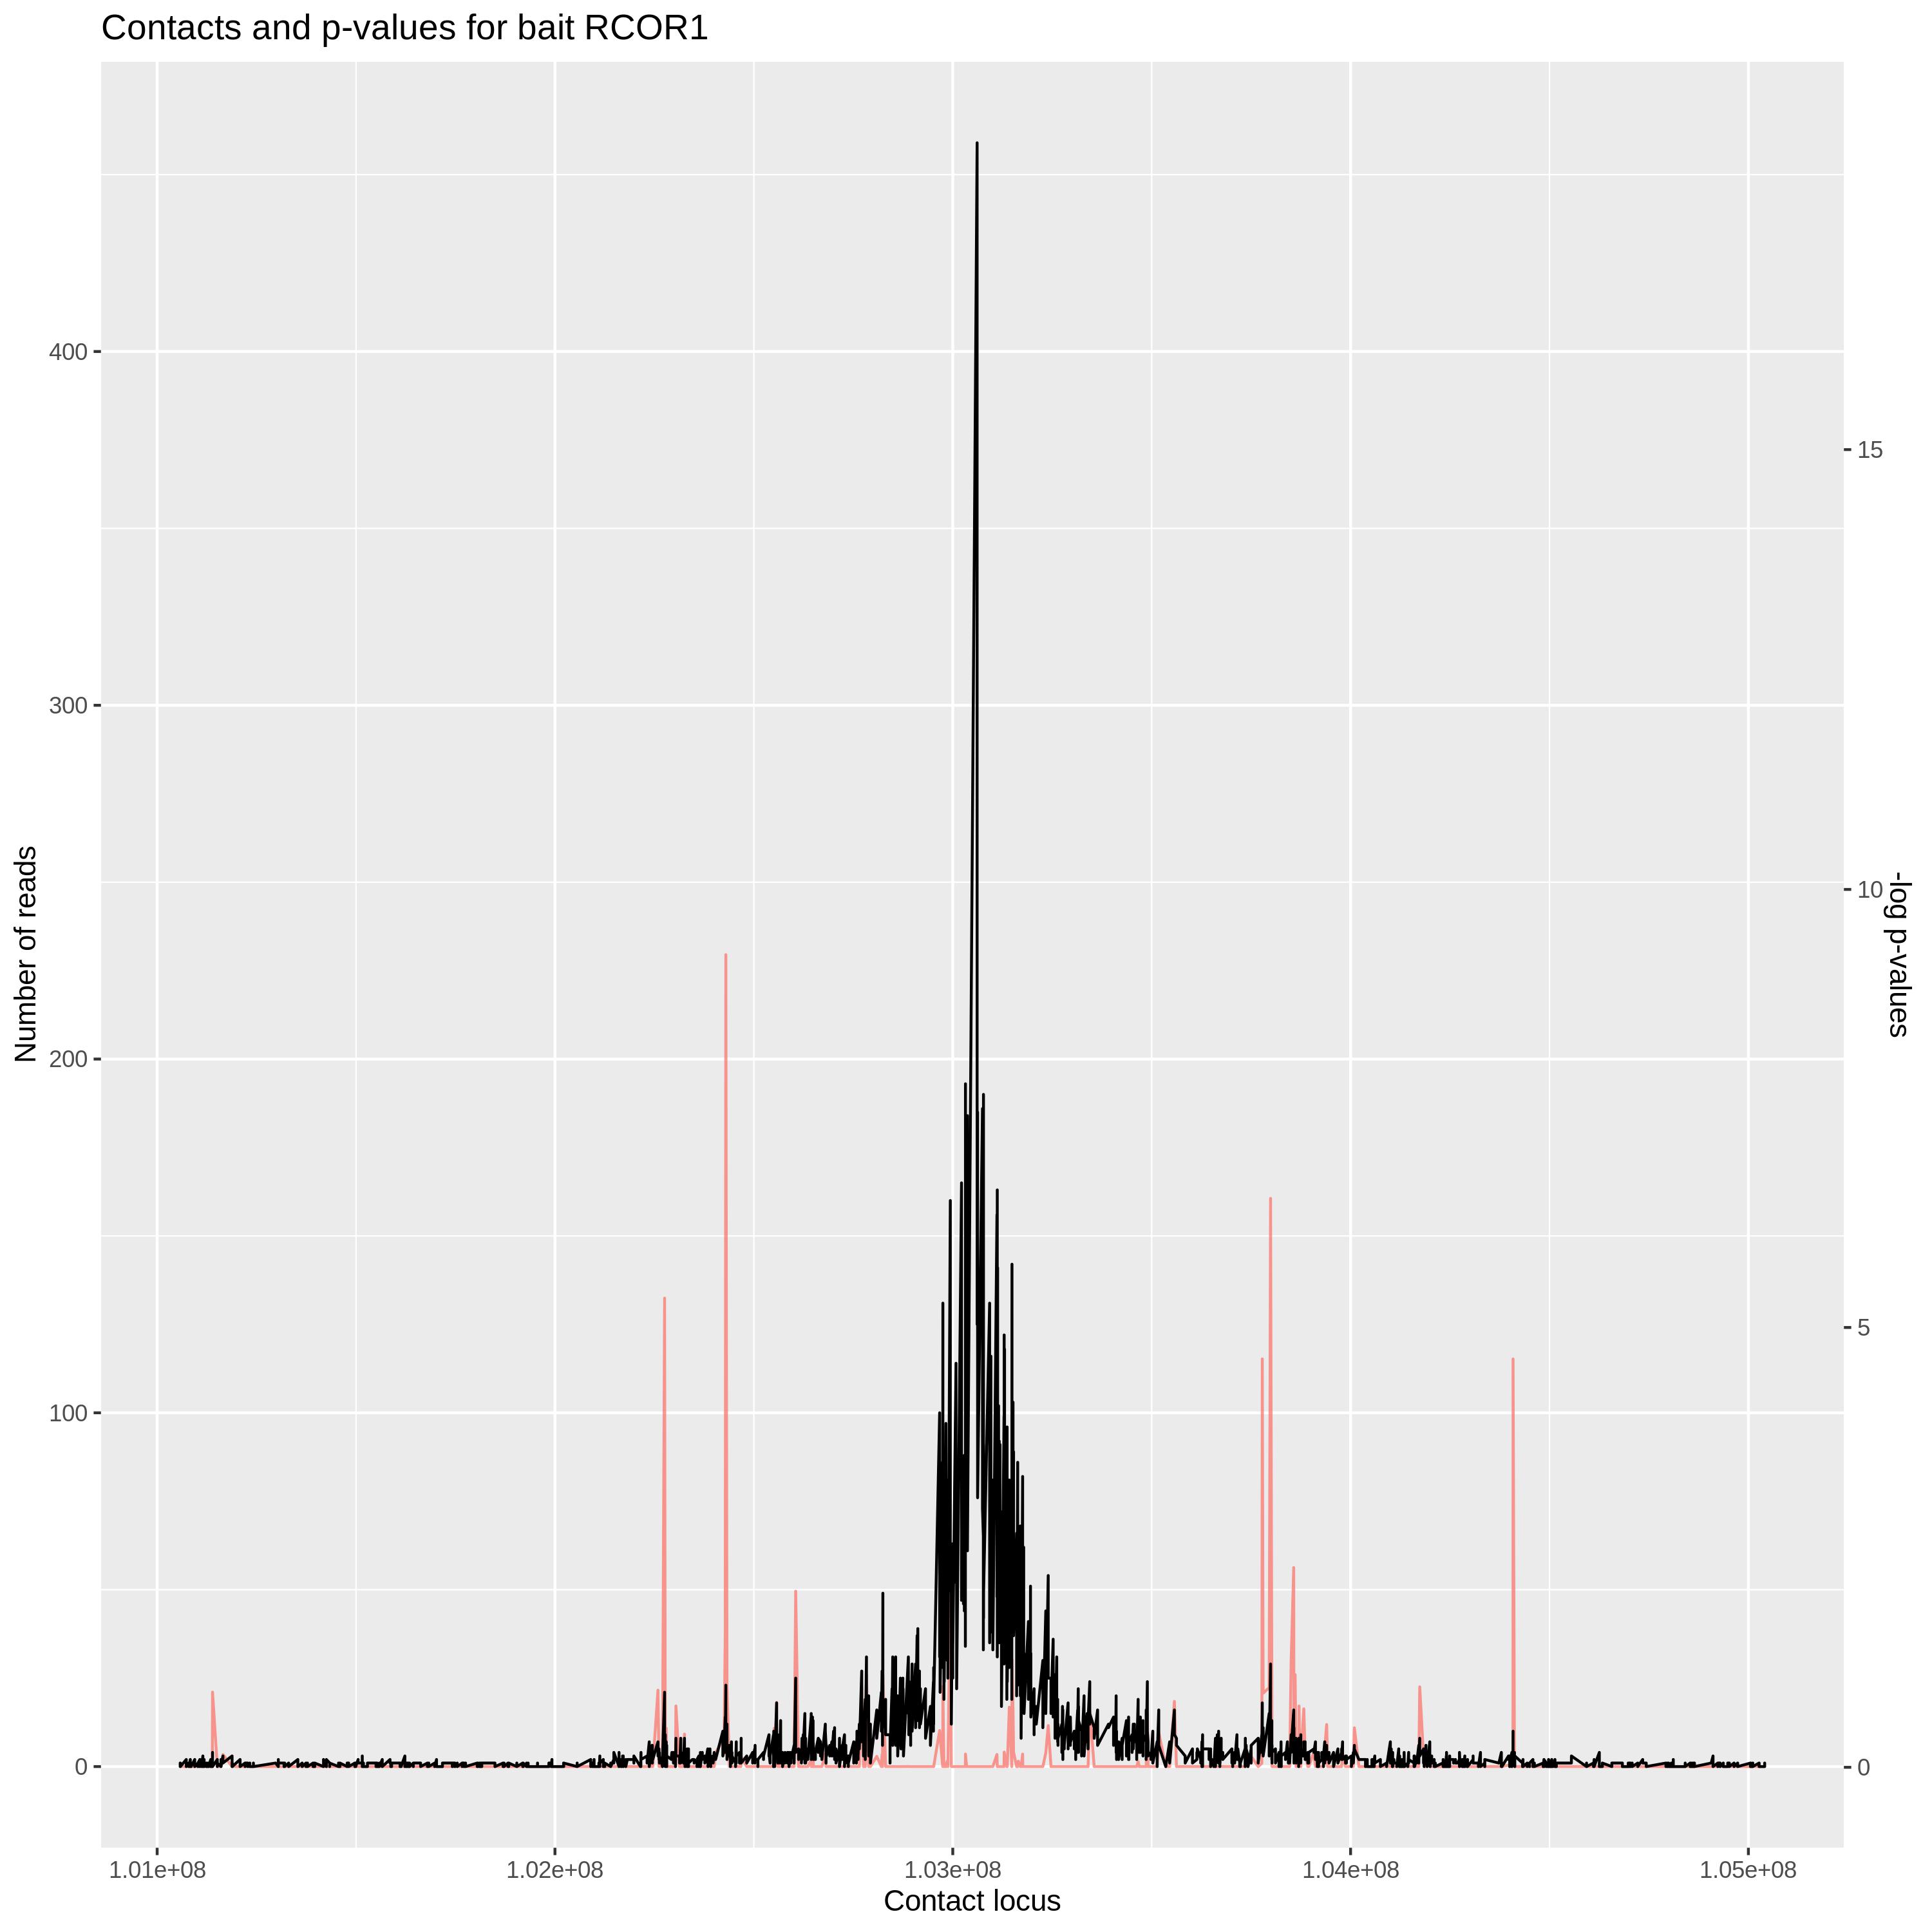 Contacts and p-values for bait RCOR1
400
300
200
100
0
Number of reads
15
10
5
0
-log p-values
1.01e+08 1.02e+08 1.03e+08 1.04e+08 1.05e+08
Contact locus